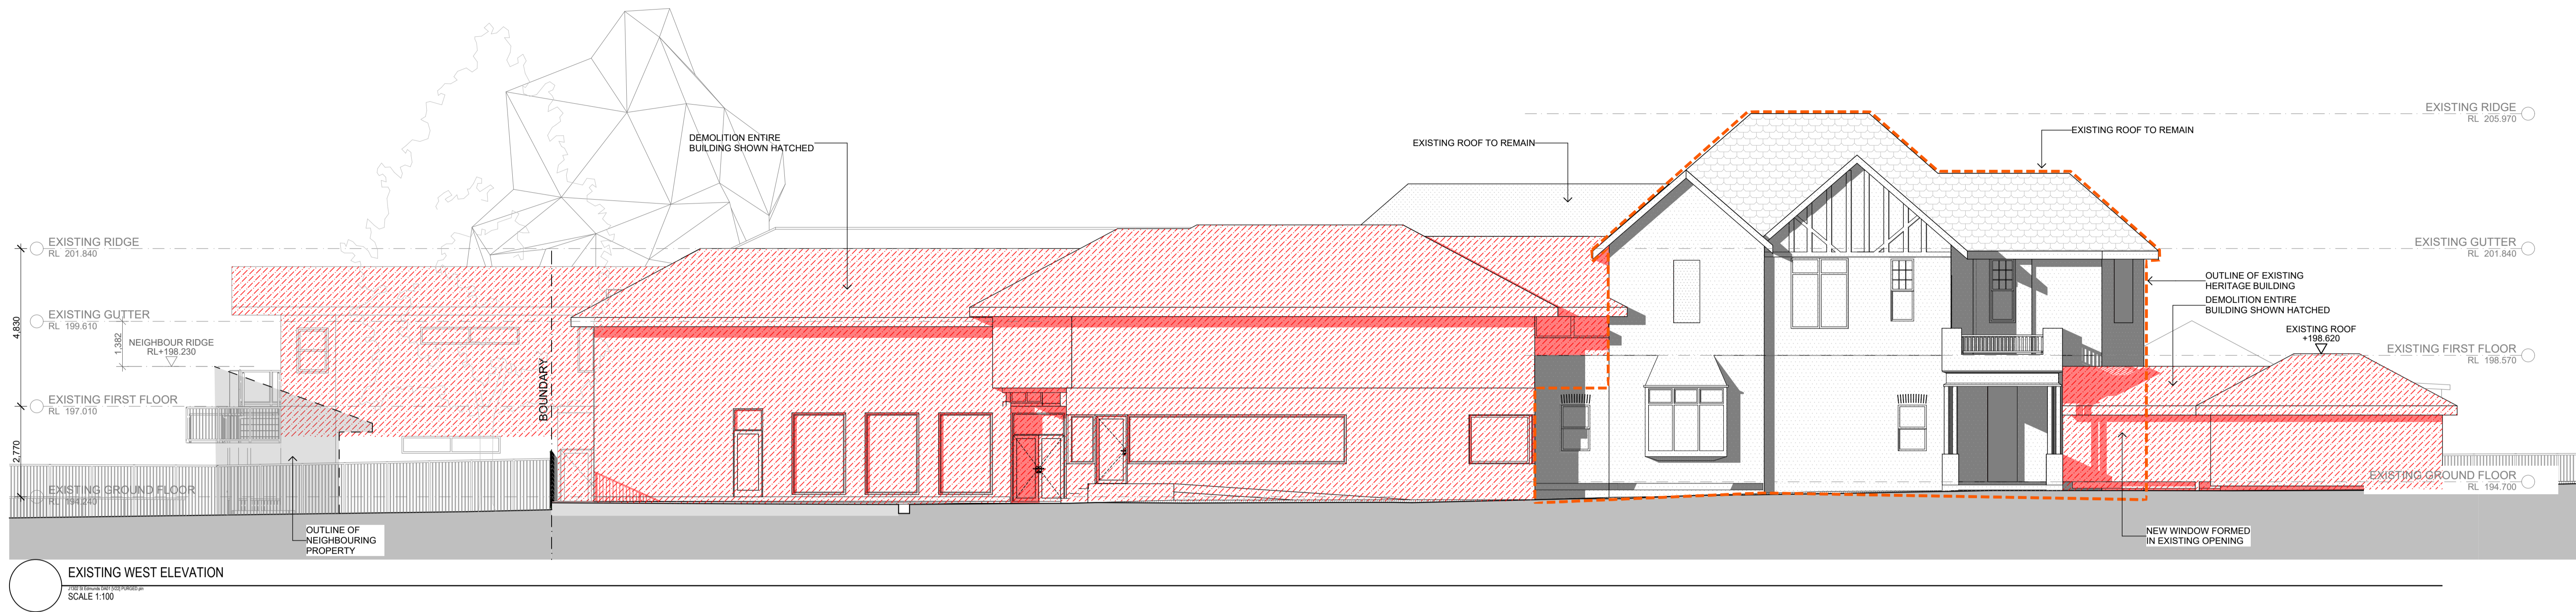 DEMOLITION ENTIRE
BUILDING SHOWN HATCHED
EXISTING ROOF TO REMAIN
EXISTING ROOF TO REMAIN
EXISTING RIDGE
RL 205.970
EXISTING RIDGE
RL 201.840
EXISTING GUTTER
RL 201.840
EXISTING GUTTER
RL 199.610
4,830
1,382
NEIGHBOUR RIDGE
RL+198.230
OUTLINE OF EXISTING
HERITAGE BUILDING
DEMOLITION ENTIRE
BUILDING SHOWN HATCHED
EXISTING ROOF
+198.620
EXISTING FIRST FLOOR
RL 198.570
BOUNDARY
EXISTING FIRST FLOOR
RL 197.010
2,770
EXISTING GROUND FLOOR
RL 194.240
EXISTING GROUND FLOOR
RL 194.700
OUTLINE OF
NEIGHBOURING
PROPERTY
NEW WINDOW FORMED
IN EXISTING OPENING
EXISTING WEST ELEVATION
SCALE 1:100